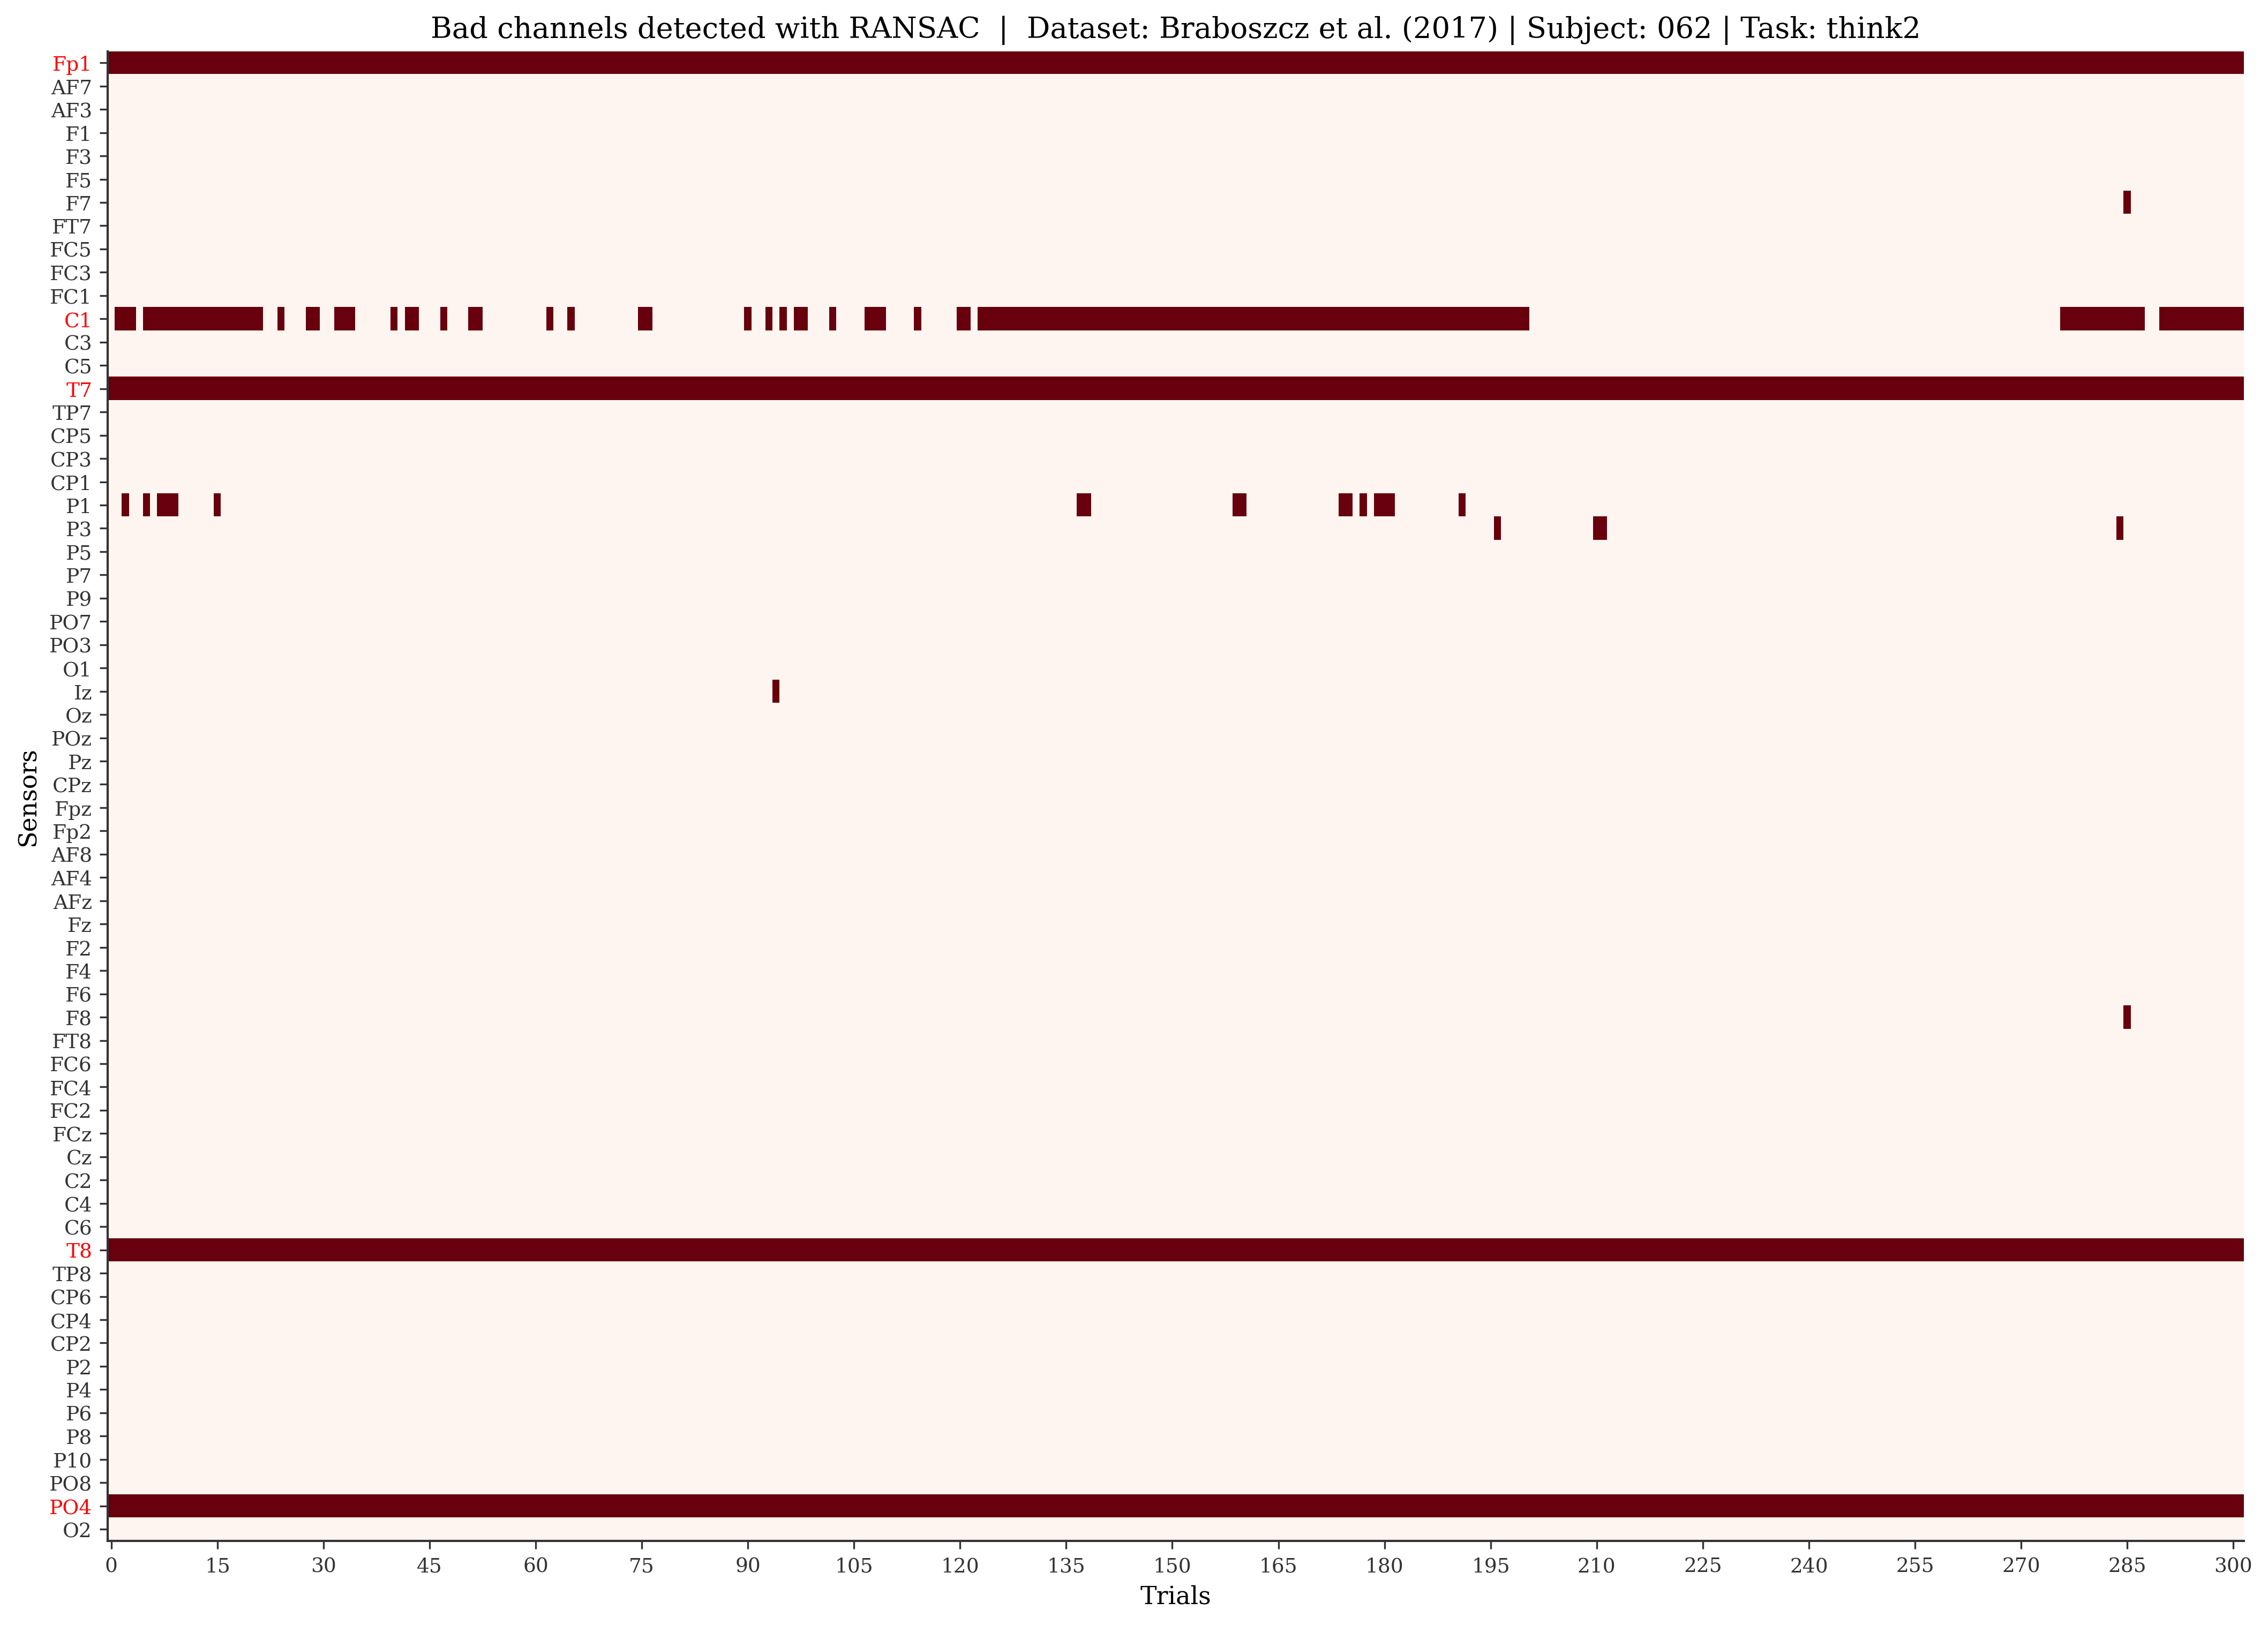 Bad channels detected with RANSAC | Dataset: Braboszcz et al. (2017) | Subject: 062 | Task: think2
Sensors
Fp1
AF7
AF3
F1
F3
F5
F7
FT7
FC5
FC3
FC1
C1
C3
C5
T7
TP7
CP5
CP3
CP1
P1
P3
P5
P7
P9
PO7
PO3
O1
Iz
Oz
POz
Pz
CPz
Fpz
Fp2
AF8
AF4
AFz
Fz
F2
F4
F6
F8
FT8
FC6
FC4
FC2
FCz
Cz
C2
C4
C6
T8
TP8
CP6
CP4
CP2
P2
P4
P6
P8
P10
PO8
PO4
O2
0 15 30 45 60 75 90 105 120 135 150 165 180 195 210 225 240 255 270 285 300
Trials